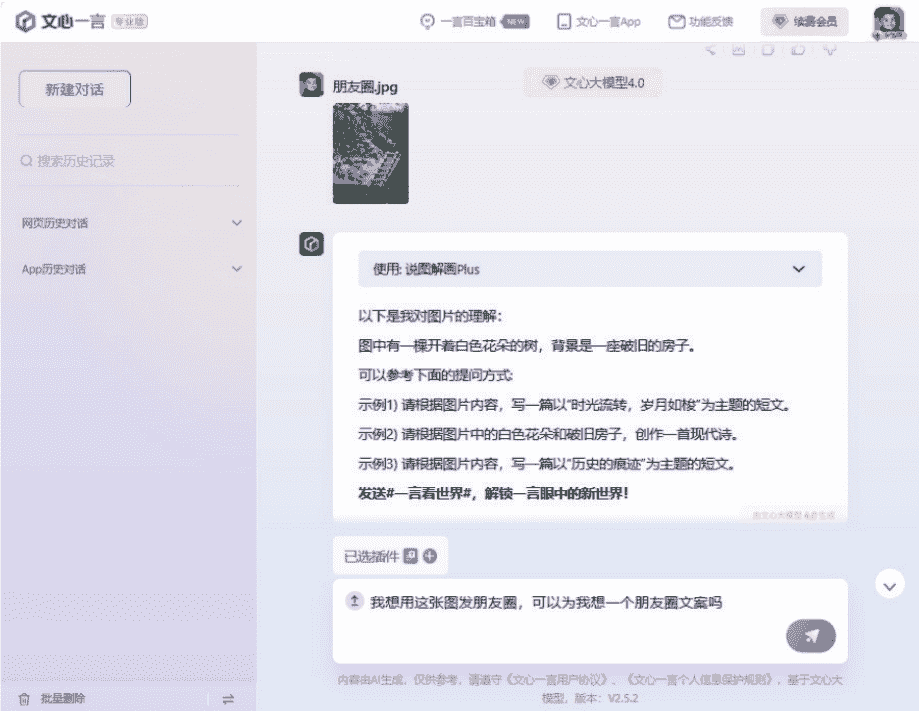 文心一言 专业版
一言百宝箱 NEW
文心一言App
功能反馈
续费会员
新建对话
搜索历史记录
网页历史对话
App历史对话
批量删除
文心大模型4.0
朋友圈.jpg
使用: 说图解画Plus
以下是我对图片的理解：
图中有一棵开着白色花朵的树，背景是一座破旧的房子。
可以参考下面的提问方式:
示例1) 请根据图片内容，写一篇以“时光流转，岁月如梭”为主题的短文。
示例2) 请根据图片中的白色花朵和破旧房子，创作一首现代诗。
示例3) 请根据图片内容，写一篇以“历史的痕迹”为主题的短文。
发送#一言看世界#，解锁一言眼中的新世界！
由文心大模型 4.0 生成
已选插件
我想用这张图发朋友圈，可以为我想一个朋友圈文案吗
内容由AI生成，仅供参考，请遵守《文心一言用户协议》、《文心一言个人信息保护规则》，基于文心大
模型，版本：V2.5.2